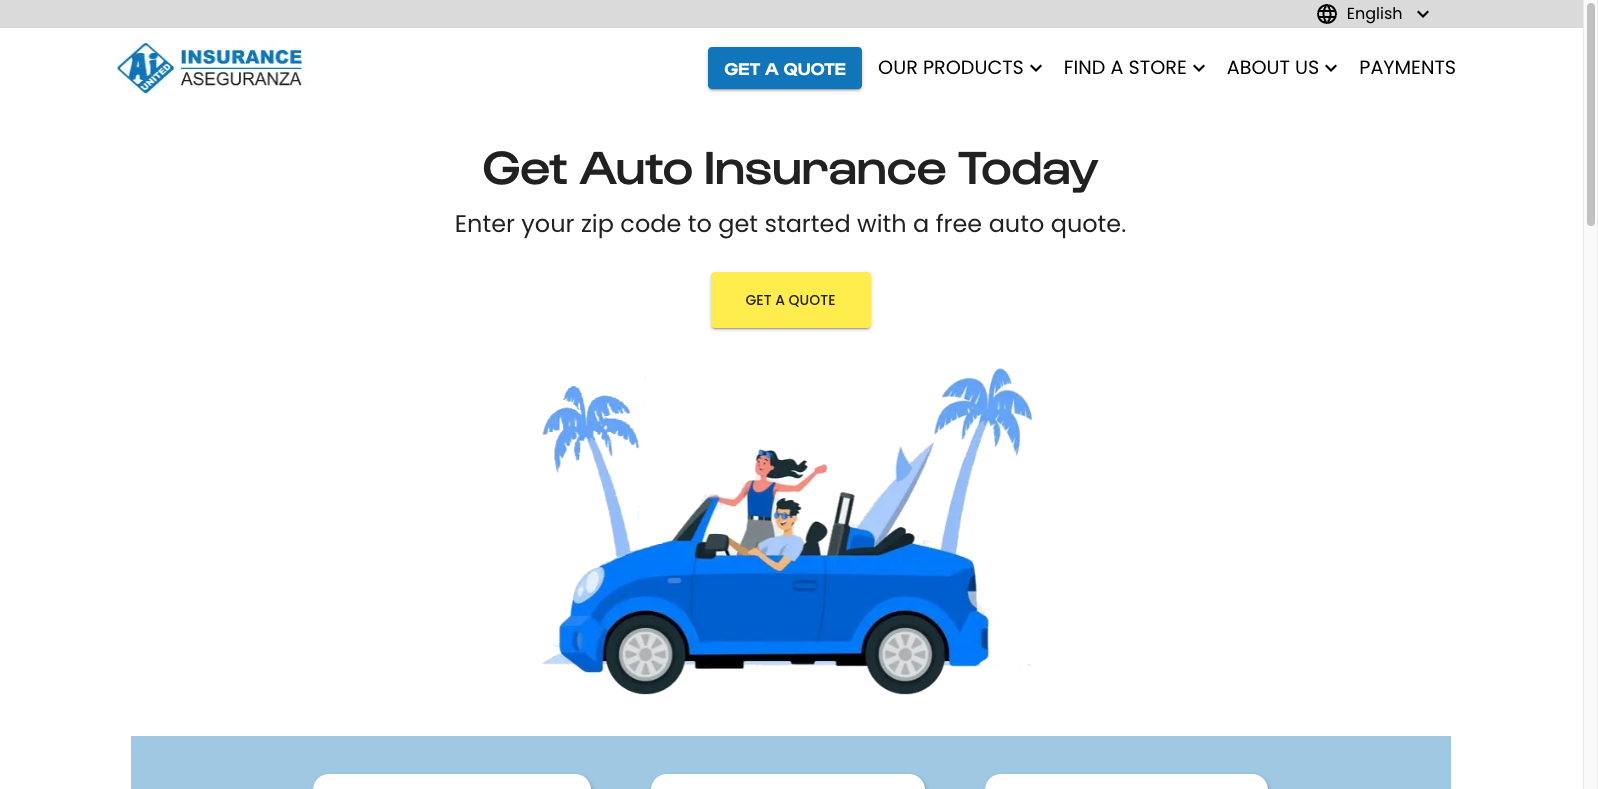 English
Ai
UNITED
INSURANCE
ASEGURANZA
GET A QUOTE
OUR PRODUCTS
FIND A STORE
ABOUT US
PAYMENTS
Get Auto Insurance Today
Enter your zip code to get started with a free auto quote.
GET A QUOTE